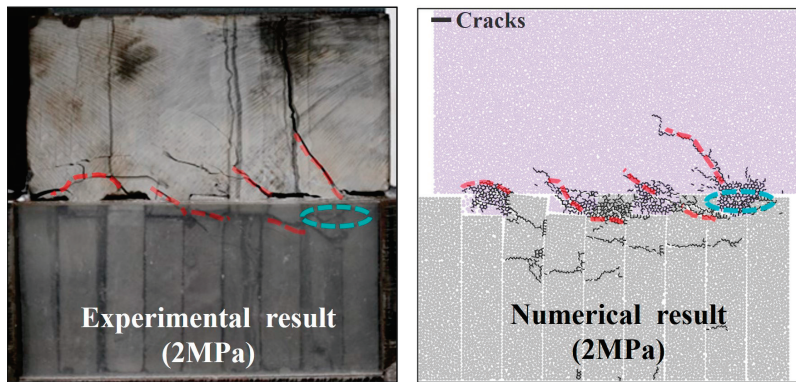 Cracks
Experimental result
(2MPa)
Numerical result
(2MPa)